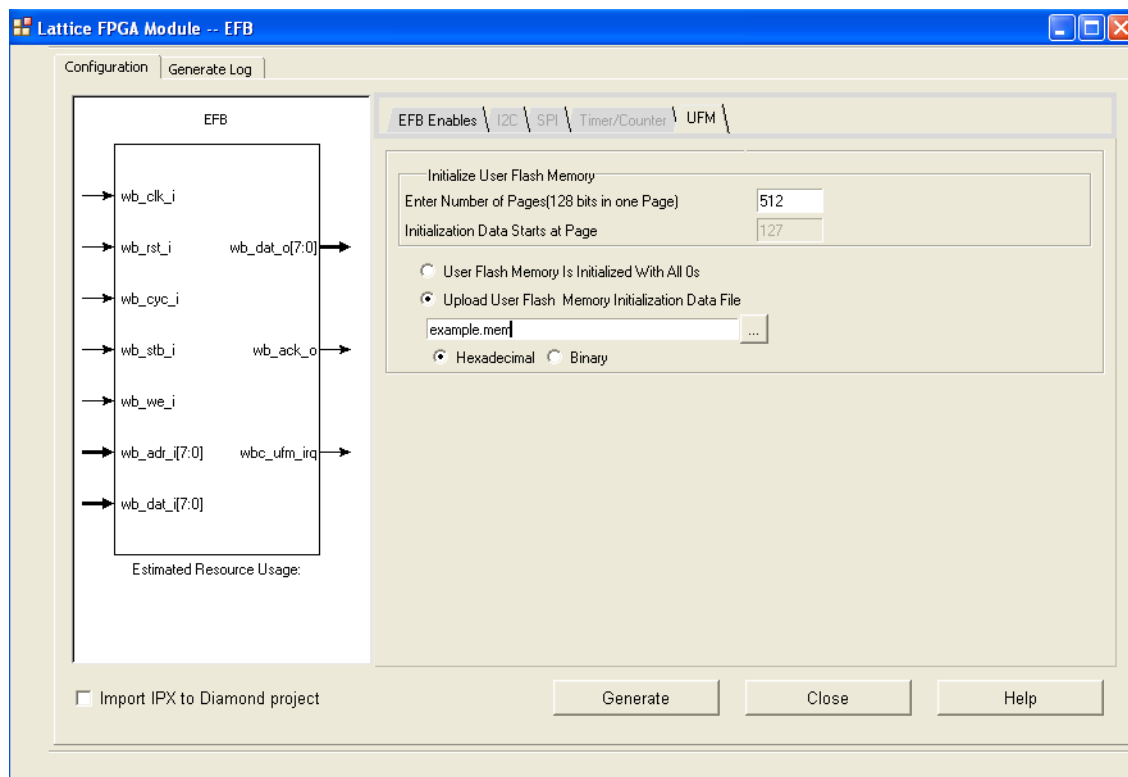 Lattice FPGA Module -- EFB
Configuration Generate Log
EFB
wb_clk_i
wb_rst_i wb_dat_o[7:0]
wb_cyc_i
wb_stb_i wb_ack_o
wb_we_i
wb_adr_i[7:0] wbc_ufm_irq
wb_dat_i[7:0]
Estimated Resource Usage:
EFB Enables I2C SPI Timer/Counter UFM
Initialize User Flash Memory
Enter Number of Pages(128 bits in one Page) 512
Initialization Data Starts at Page 127
User Flash Memory Is Initialized With All 0s
Upload User Flash Memory Initialization Data File
example.mem ...
Hexadecimal Binary
Import IPX to Diamond project Generate Close Help